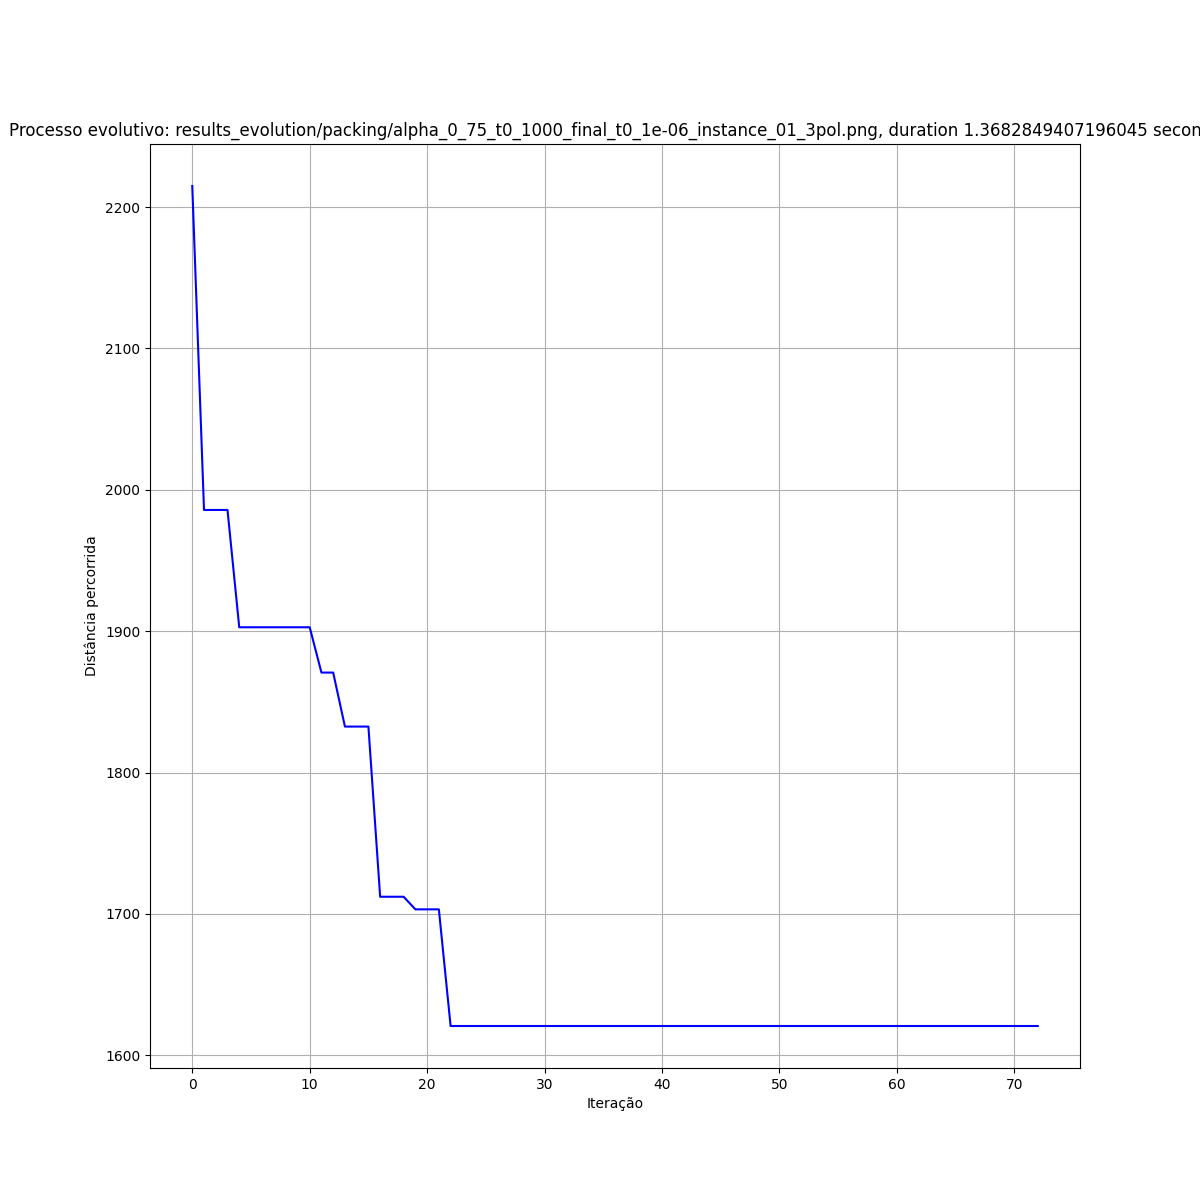 Processo evolutivo: results_evolution/packing/alpha_0_75_t0_1000_final_t0_1e-06_instance_01_3pol.png, duration 1.3682849407196045 secon
2200
2100
2000
1900
1800
1700
1600
Distância percorrida
0 10 20 30 40 50 60 70
Iteração